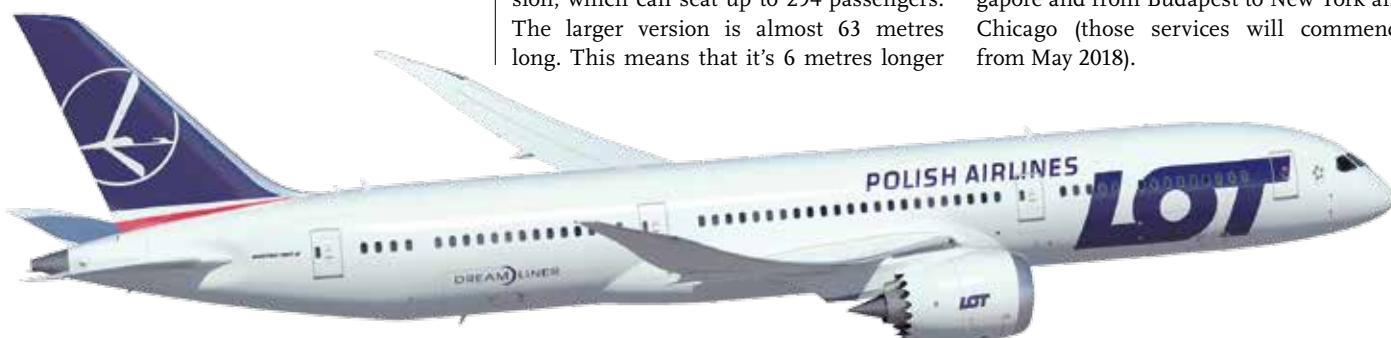 sion, which can seat up to 294 passengers.
The larger version is almost 63 metres
long. This means that it's 6 metres longer
gapore and from Budapest to New York an
Chicago (those services will commenc
from May 2018).
POLISH AIRLINES
LOT
DREAMLINER
LOT